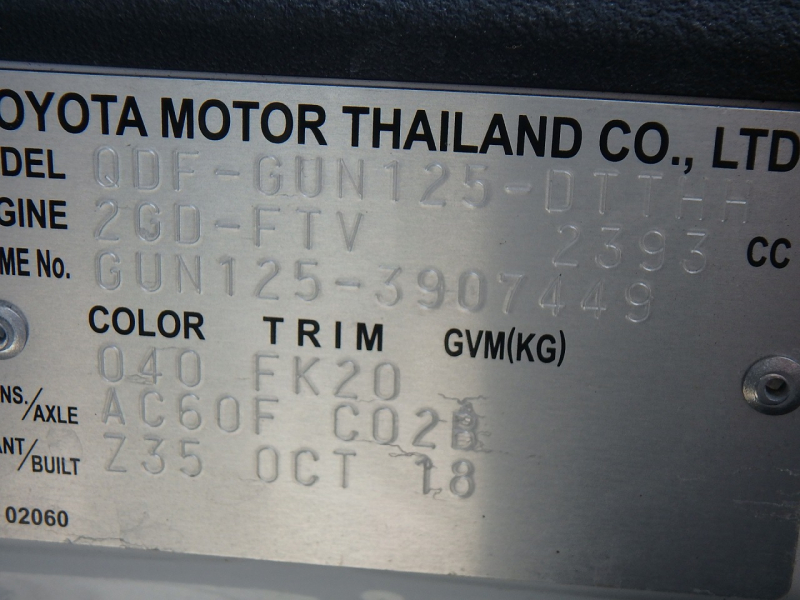 OYOTA MOTOR THAILAND CO., LTD
ODEL QDF-GUN125-DTTHH
GINE 2GD-FTV 2393 CC
ME No. GUN125-3907449
COLOR TRIM GVM(KG)
040 FK20
NS./AXLE AC60F C02B
ANT/BUILT Z35 OCT 18
02060